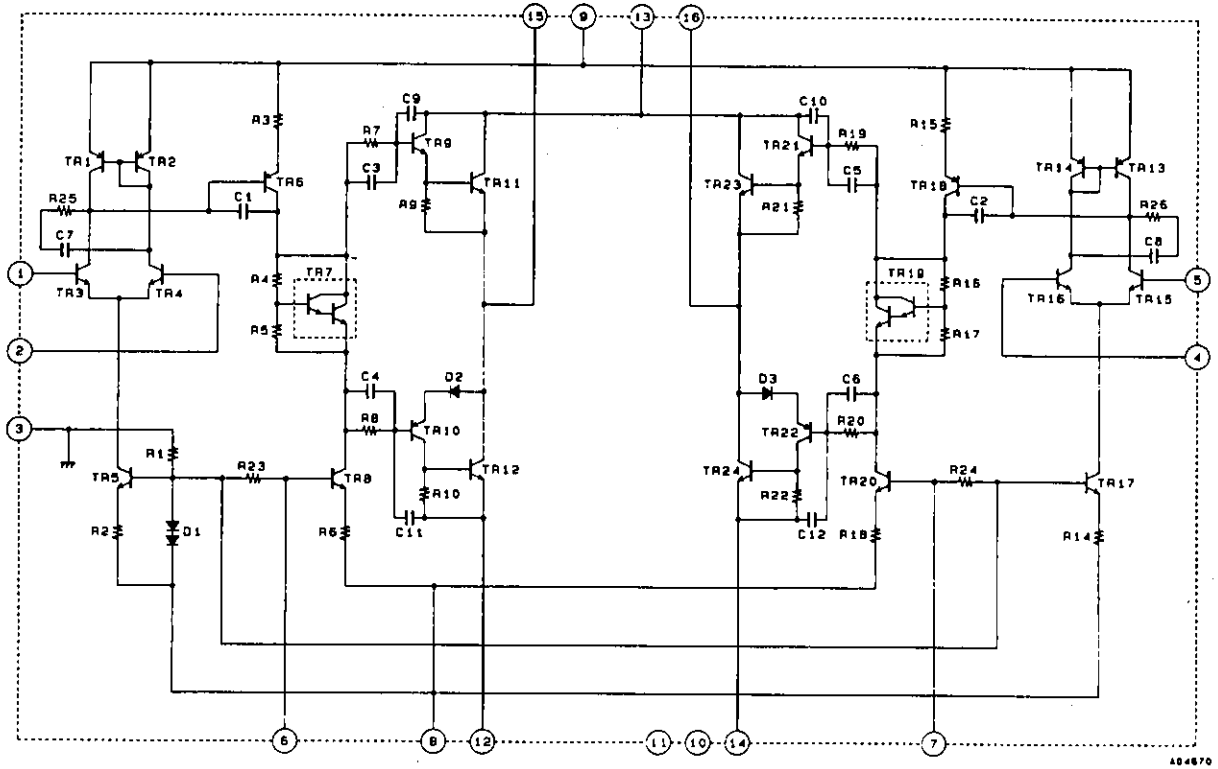 15 9 13 16
C9 C10
R3 R7 TR9 TR21 R19 R15
TR1 TR2 TR6 C3 TR11 TR23 C5 TR18 TR14 TR13
R25 C1 R9 R21 C2 R26
C7 C8
1 TR3 TR4 R4 TR7 TR19 R16 TR16 TR15 5
R5 R17
2 4
C4 D2 D3 C6
3 R1 R8 TR10 TR22 R20
TR5 R23 TR8 TR12 TR24 TR20 R24 TR17
R2 D1 R6 R10 C11 R22 C12 R18 R14
6 8 12 11 10 14 7